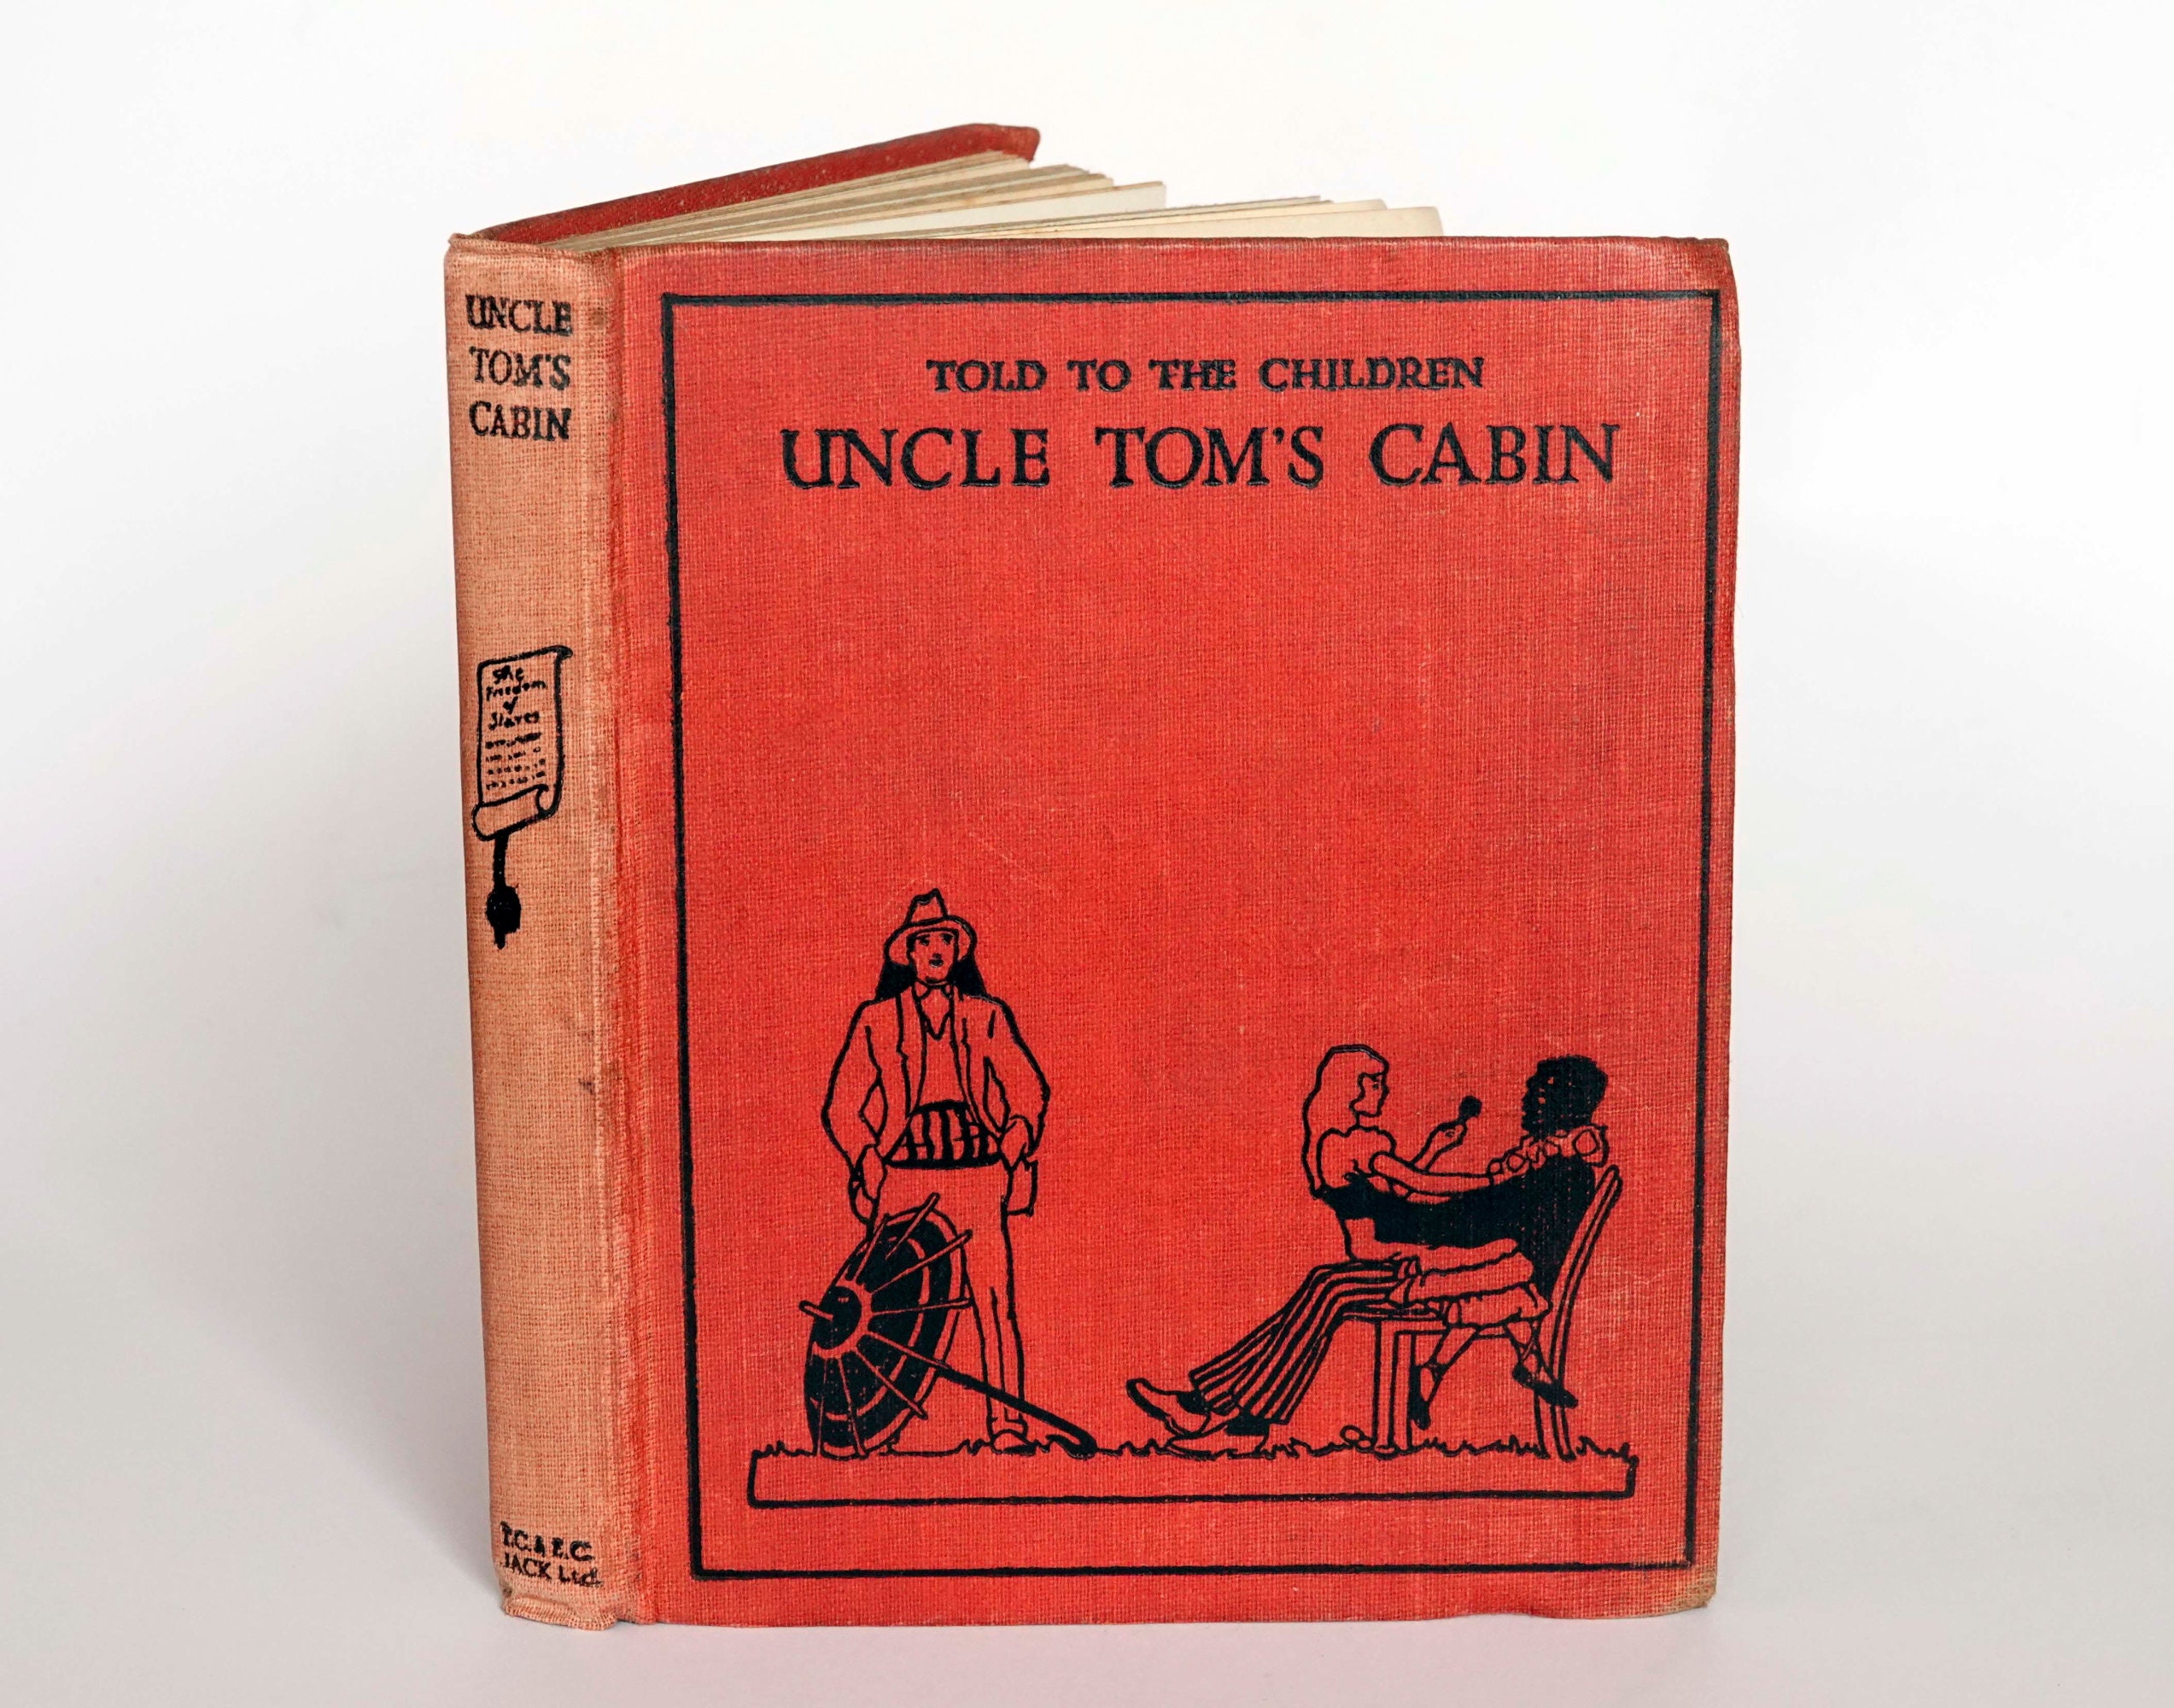 UNCLE
TOM'S
CABIN
The
Freedom
of
Slaves
T.C. & E.C.
JACK Ltd.
TOLD TO THE CHILDREN
UNCLE TOM'S CABIN